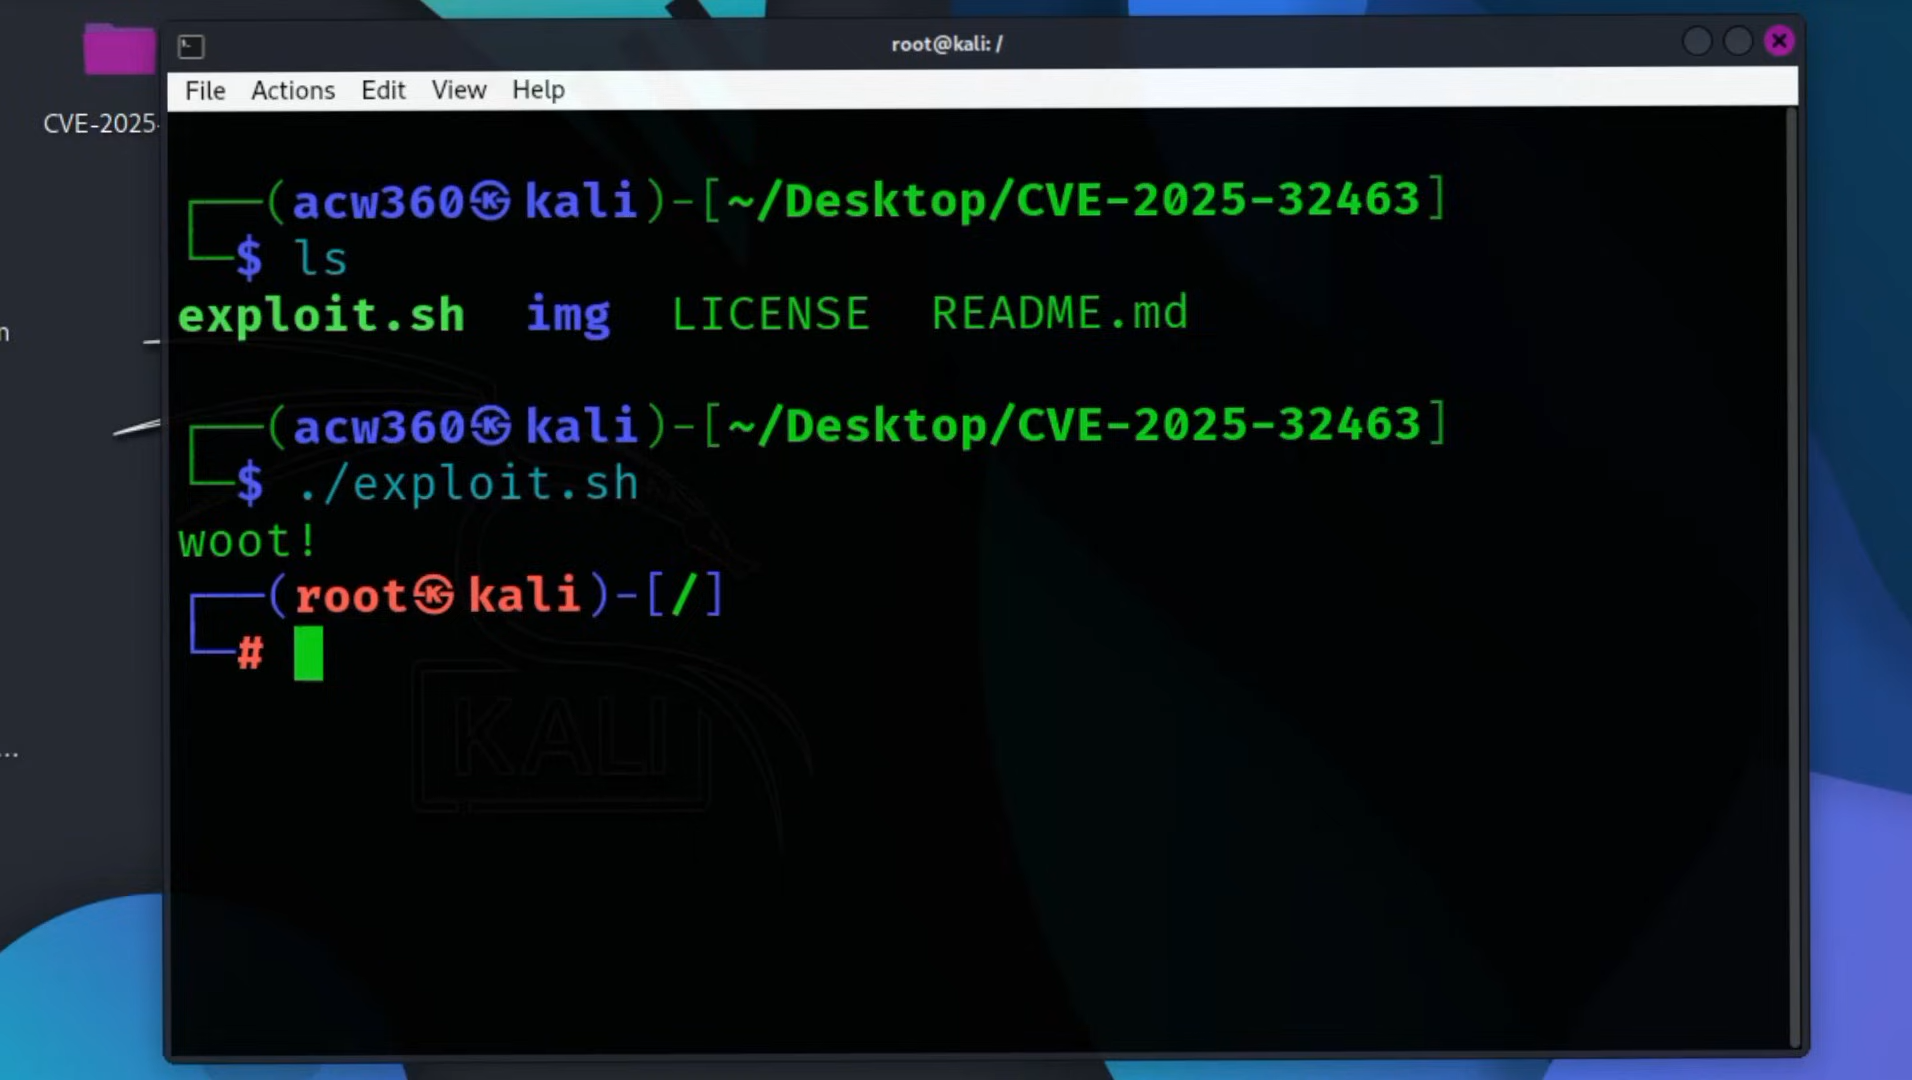 root@kali: /
File Actions Edit View Help
CVE-2025-
(acw360㉿kali)-[~/Desktop/CVE-2025-32463]
$ ls
exploit.sh img LICENSE README.md
(acw360㉿kali)-[~/Desktop/CVE-2025-32463]
$ ./exploit.sh
woot!
(root㉿kali)-[/]
#
KALI
n
...